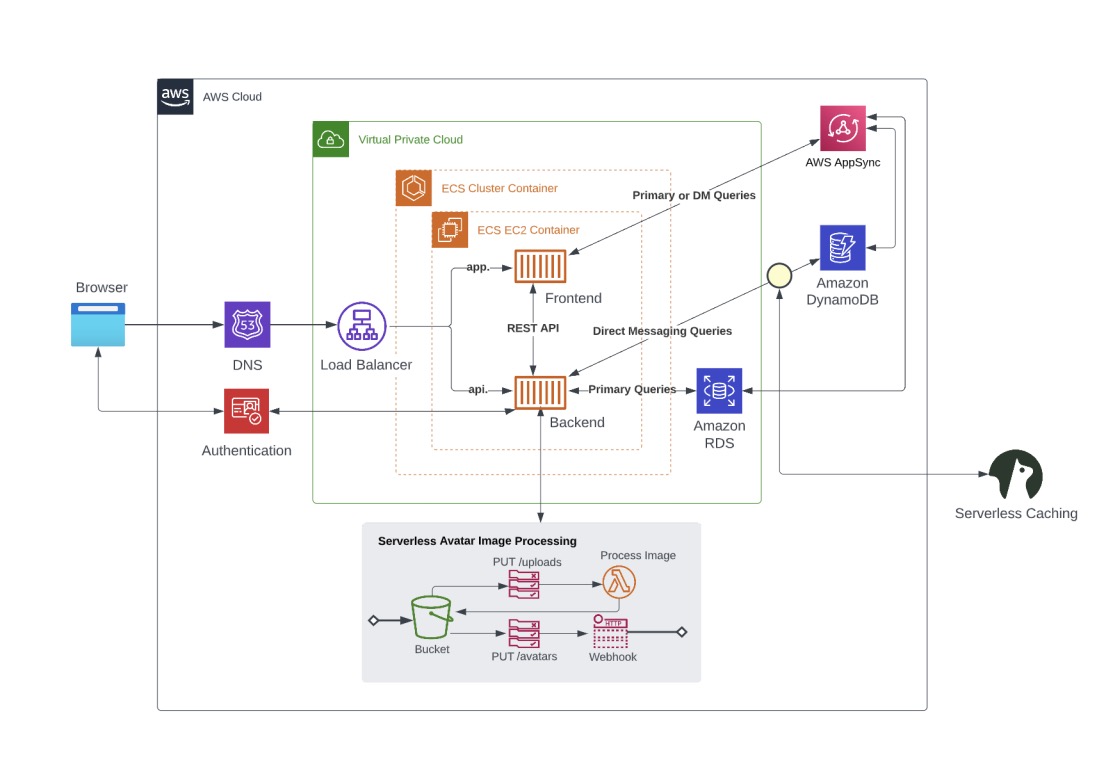 aws
AWS Cloud
Virtual Private Cloud
AWS AppSync
ECS Cluster Container
Primary or DM Queries
ECS EC2 Container
app.
Frontend
Amazon
DynamoDB
Browser
53
DNS
Load Balancer
REST API
Direct Messaging Queries
api.
Primary Queries
Backend
Amazon
RDS
Authentication
Serverless Caching
Serverless Avatar Image Processing
PUT /uploads
Process Image
Bucket
HTTP
PUT /avatars
Webhook